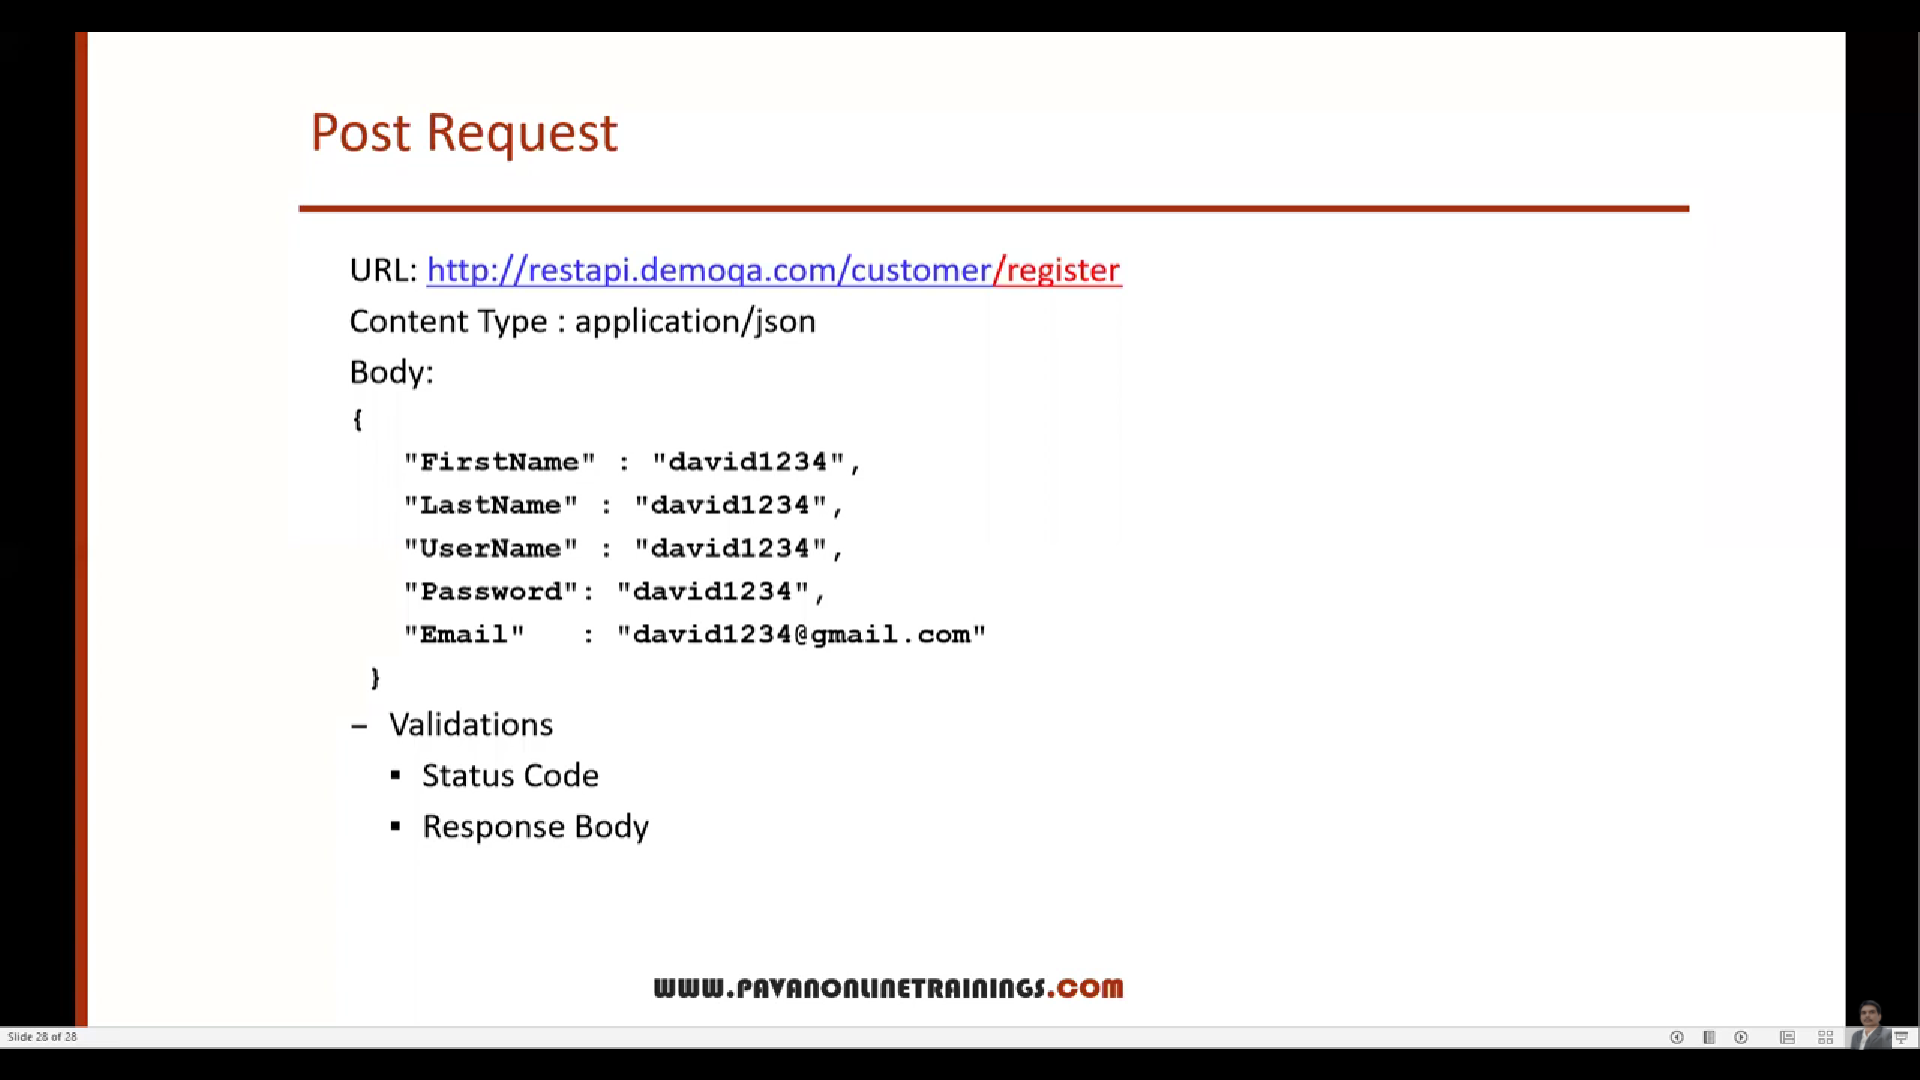 Post Request
URL: http://restapi.demoqa.com/customer/register
Content Type : application/json
Body:
{
"FirstName" : "david1234",
"LastName" : "david1234",
"UserName" : "david1234",
"Password": "david1234",
"Email" : "david1234@gmail.com"
}
– Validations
▪ Status Code
▪ Response Body
WWW.PAVANONLINETRAININGS.COM
Slide 28 of 28